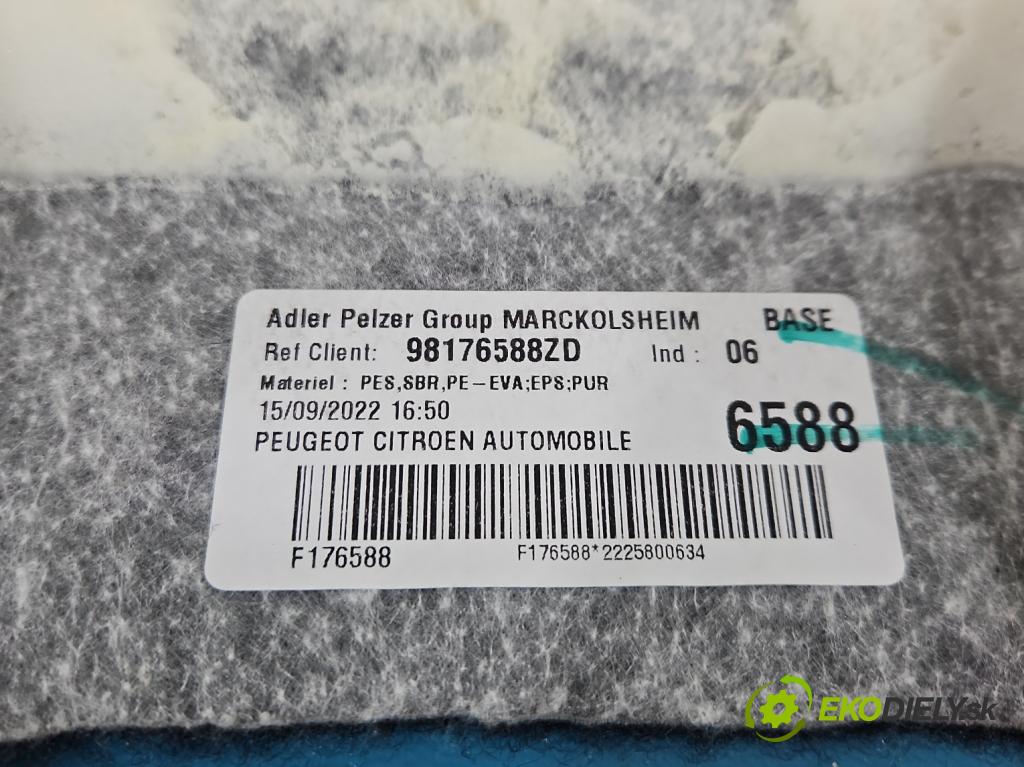 Adler Pelzer Group MARCKOLSHEIM BASE
Ref Client: 98176588ZD Ind : 06
Materiel : PES,SBR,PE-EVA;EPS;PUR
15/09/2022 16:50
PEUGEOT CITROEN AUTOMOBILE 6588
F176588 F176588*2225800634
EKODIELY.sk